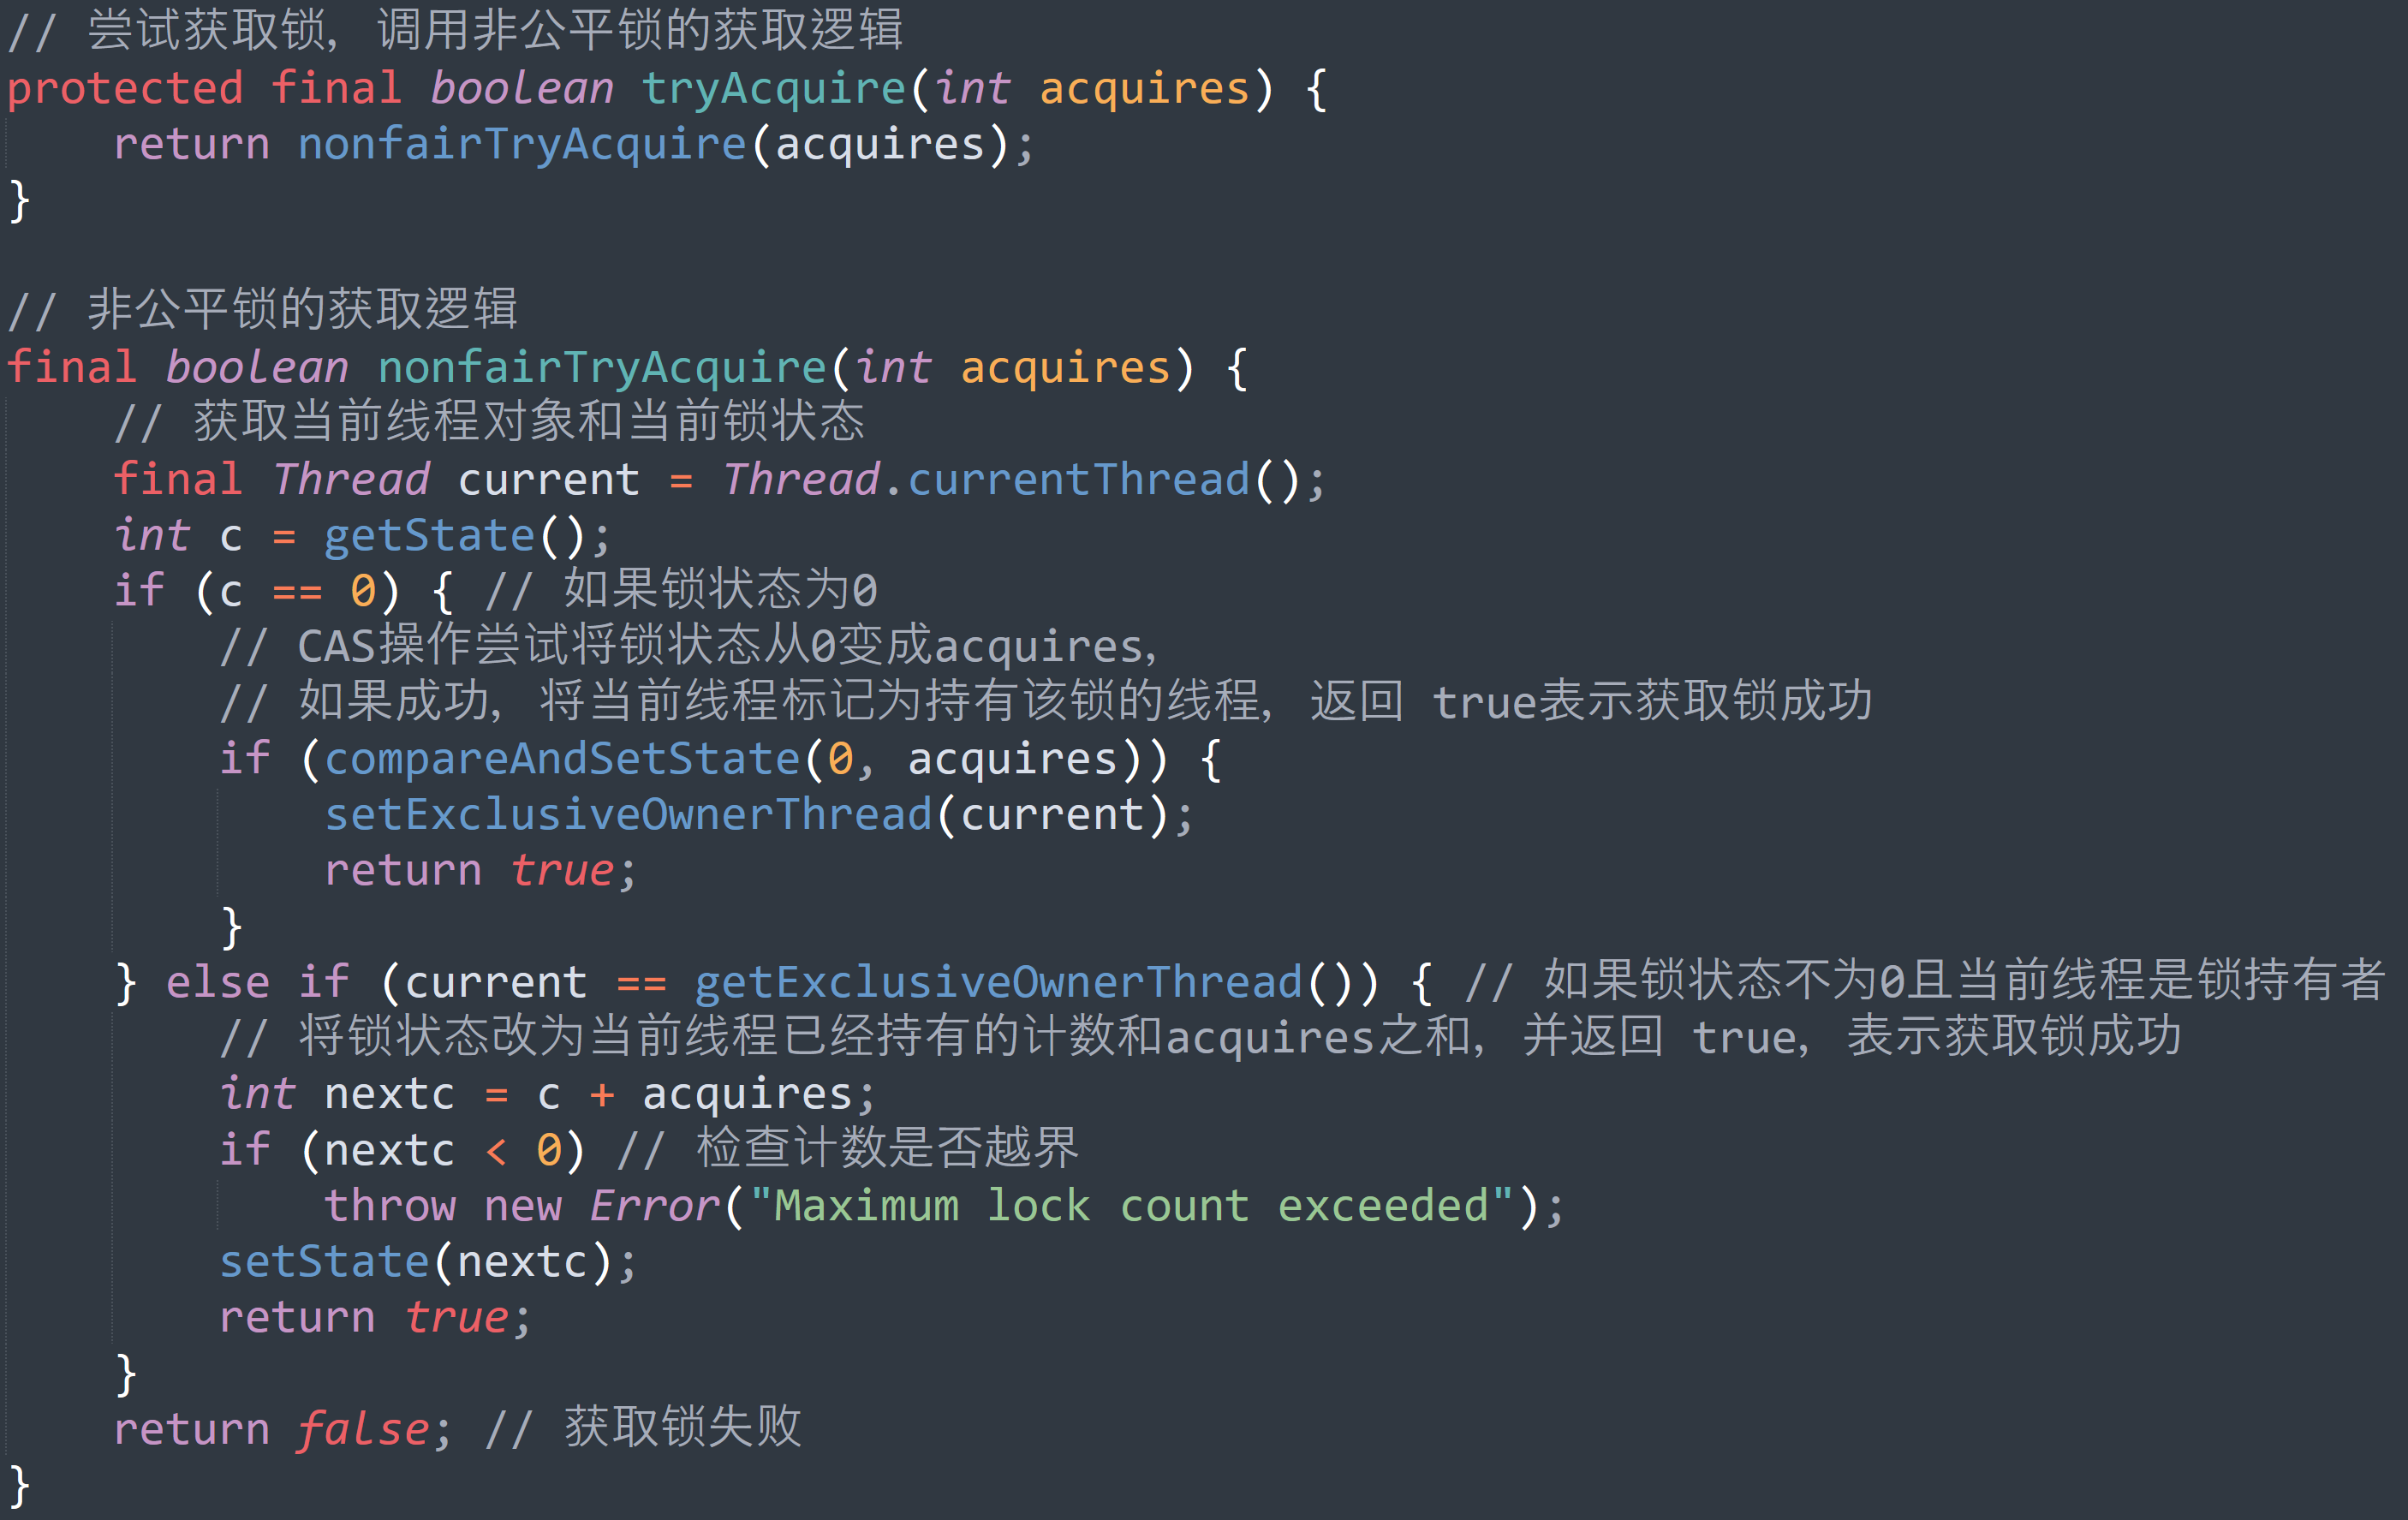 // 尝试获取锁，调用非公平锁的获取逻辑
protected final boolean tryAcquire(int acquires) {
    return nonfairTryAcquire(acquires);
}

// 非公平锁的获取逻辑
final boolean nonfairTryAcquire(int acquires) {
    // 获取当前线程对象和当前锁状态
    final Thread current = Thread.currentThread();
    int c = getState();
    if (c == 0) { // 如果锁状态为0
        // CAS操作尝试将锁状态从0变成acquires，
        // 如果成功，将当前线程标记为持有该锁的线程，返回 true表示获取锁成功
        if (compareAndSetState(0, acquires)) {
            setExclusiveOwnerThread(current);
            return true;
        }
    } else if (current == getExclusiveOwnerThread()) { // 如果锁状态不为0且当前线程是锁持有者
        // 将锁状态改为当前线程已经持有的计数和acquires之和，并返回 true，表示获取锁成功
        int nextc = c + acquires;
        if (nextc < 0) // 检查计数是否越界
            throw new Error("Maximum lock count exceeded");
        setState(nextc);
        return true;
    }
    return false; // 获取锁失败
}